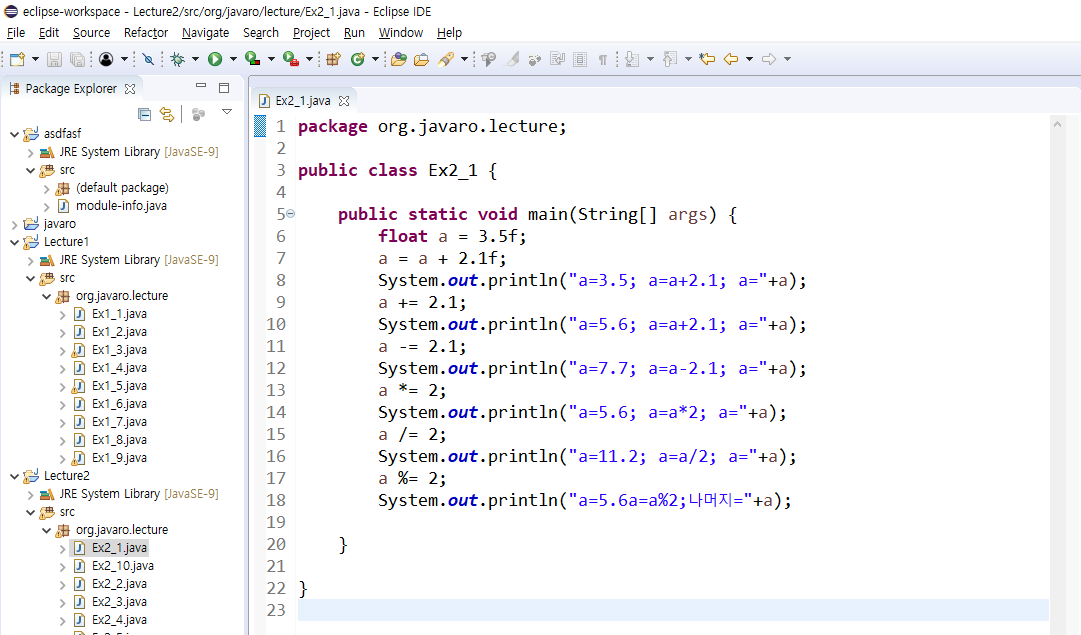 eclipse-workspace - Lecture2/src/org/javaro/lecture/Ex2_1.java - Eclipse IDE
File Edit Source Refactor Navigate Search Project Run Window Help
Package Explorer
asdfasf
JRE System Library [JavaSE-9]
src
(default package)
module-info.java
javaro
Lecture1
JRE System Library [JavaSE-9]
src
org.javaro.lecture
Ex1_1.java
Ex1_2.java
Ex1_3.java
Ex1_4.java
Ex1_5.java
Ex1_6.java
Ex1_7.java
Ex1_8.java
Ex1_9.java
Lecture2
JRE System Library [JavaSE-9]
src
org.javaro.lecture
Ex2_1.java
Ex2_10.java
Ex2_2.java
Ex2_3.java
Ex2_4.java
Ex2_1.java
1 package org.javaro.lecture;
2
3 public class Ex2_1 {
4
5 public static void main(String[] args) {
6 float a = 3.5f;
7 a = a + 2.1f;
8 System.out.println("a=3.5; a=a+2.1; a="+a);
9 a += 2.1;
10 System.out.println("a=5.6; a=a+2.1; a="+a);
11 a -= 2.1;
12 System.out.println("a=7.7; a=a-2.1; a="+a);
13 a *= 2;
14 System.out.println("a=5.6; a=a*2; a="+a);
15 a /= 2;
16 System.out.println("a=11.2; a=a/2; a="+a);
17 a %= 2;
18 System.out.println("a=5.6a=a%2;나머지="+a);
19
20 }
21
22 }
23